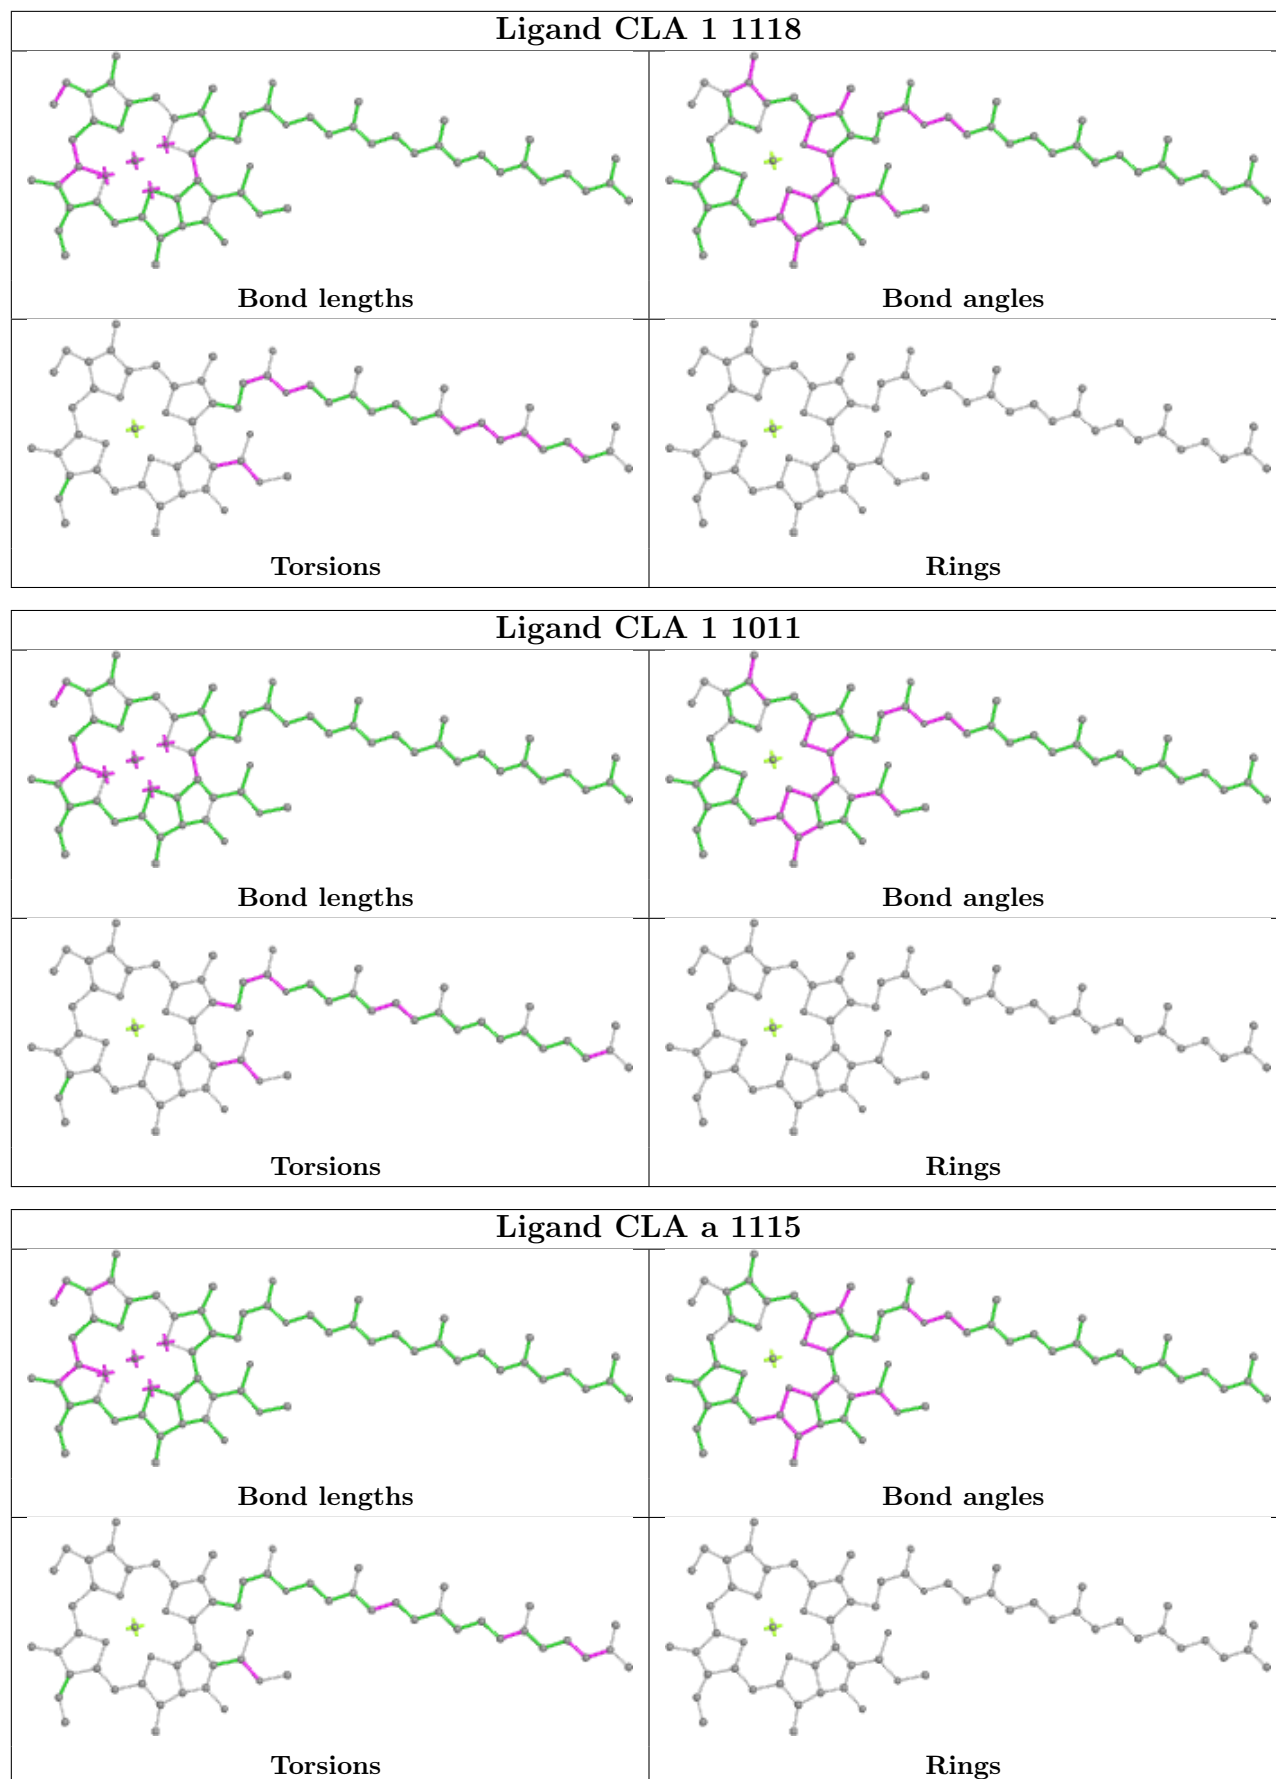 Ligand CLA 1 1118
Bond lengths
Bond angles
Torsions
Rings
Ligand CLA 1 1011
Bond lengths
Bond angles
Torsions
Rings
Ligand CLA a 1115
Bond lengths
Bond angles
Torsions
Rings